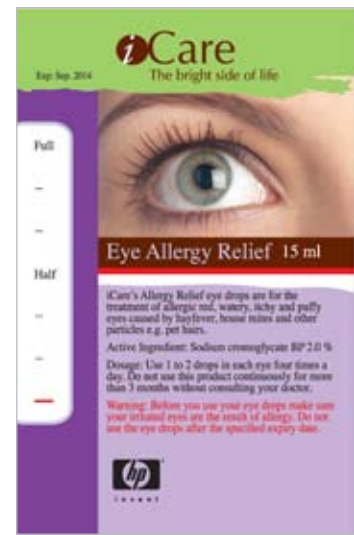 iCare
Exp: Sep. 2014
The bright side of life
Full
Half
Eye Allergy Relief 15 ml
iCare's Allergy Relief eye drops are for the
treatment of allergic red, watery, itchy and puffy
eyes caused by hayfever, house mites and other
particles e.g. pet hairs.
Active Ingredient: Sodium cromoglycate BP 2.0 %
Dosage: Use 1 to 2 drops in each eye four times a
day. Do not use this product continuously for more
than 3 months without consulting your doctor.
Warning: Before you use your eye drops make sure
your irritated eyes are the result of allergy. Do not
use the eye drops after the specified expiry date.
hp
invent